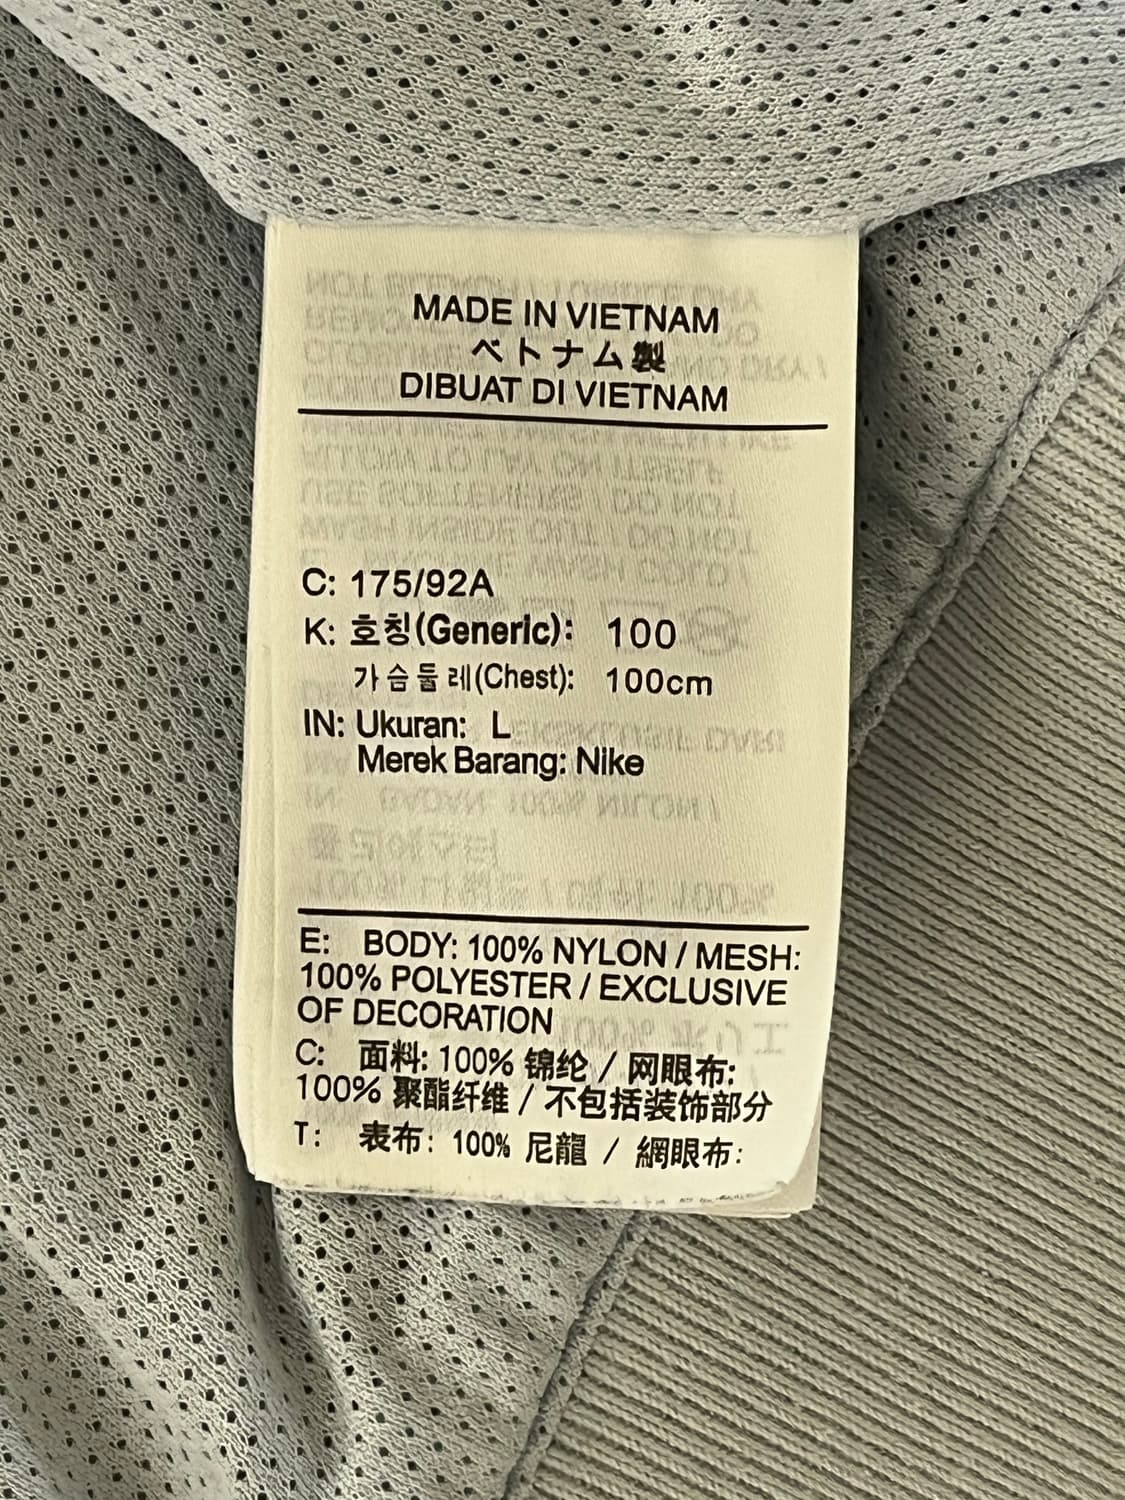 MADE IN VIETNAM
ベトナム製
DIBUAT DI VIETNAM
C: 175/92A
K: 호칭(Generic): 100
가슴둘레(Chest): 100cm
IN: Ukuran: L
Merek Barang: Nike
E: BODY: 100% NYLON / MESH:
100% POLYESTER / EXCLUSIVE
OF DECORATION
C: 面料: 100% 锦纶 / 网眼布:
100% 聚酯纤维 / 不包括装饰部分
T: 表布: 100% 尼龍 / 網眼布: